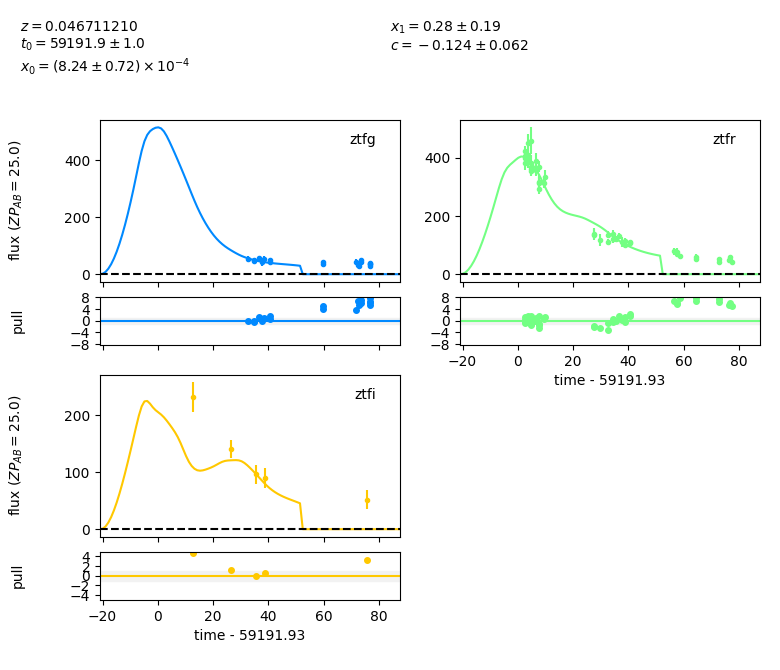 z = 0.046711210
t₀ = 59191.9 ± 1.0
x₀ = (8.24 ± 0.72) × 10⁻⁴
x₁ = 0.28 ± 0.19
c = −0.124 ± 0.062
flux (ZP_AB = 25.0)
400
200
0
ztfg
400
200
0
ztfr
pull
8
4
0
−4
−8
8
4
0
−4
−8
−20
0
20
40
60
80
time - 59191.93
flux (ZP_AB = 25.0)
200
100
0
ztfi
pull
4
2
0
−2
−4
−20
0
20
40
60
80
time - 59191.93